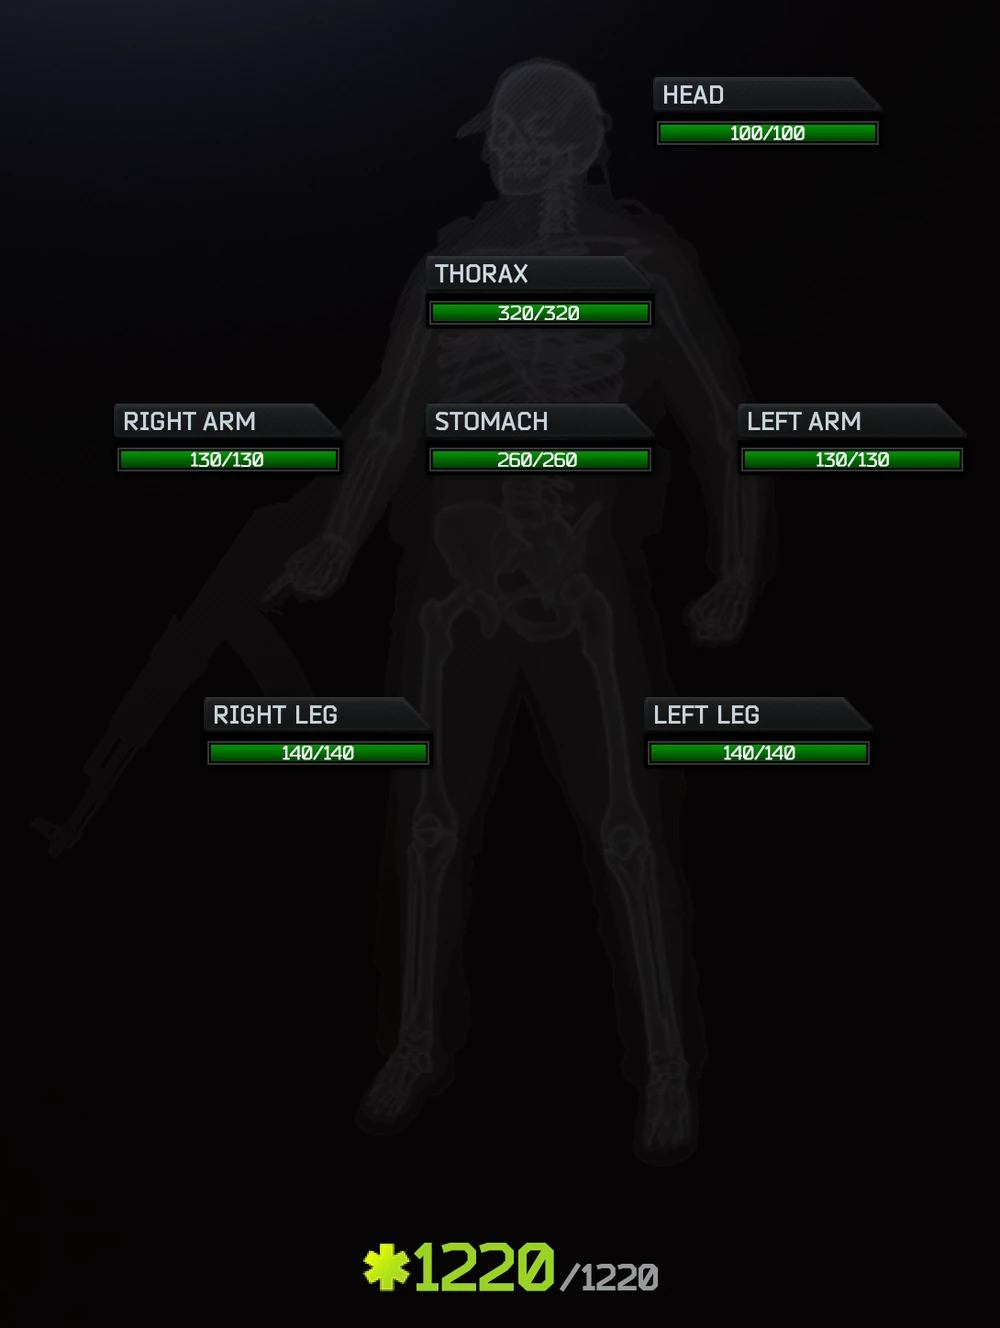 HEAD
100/100
THORAX
320/320
RIGHT ARM
130/130
STOMACH
260/260
LEFT ARM
130/130
RIGHT LEG
140/140
LEFT LEG
140/140
1220/1220